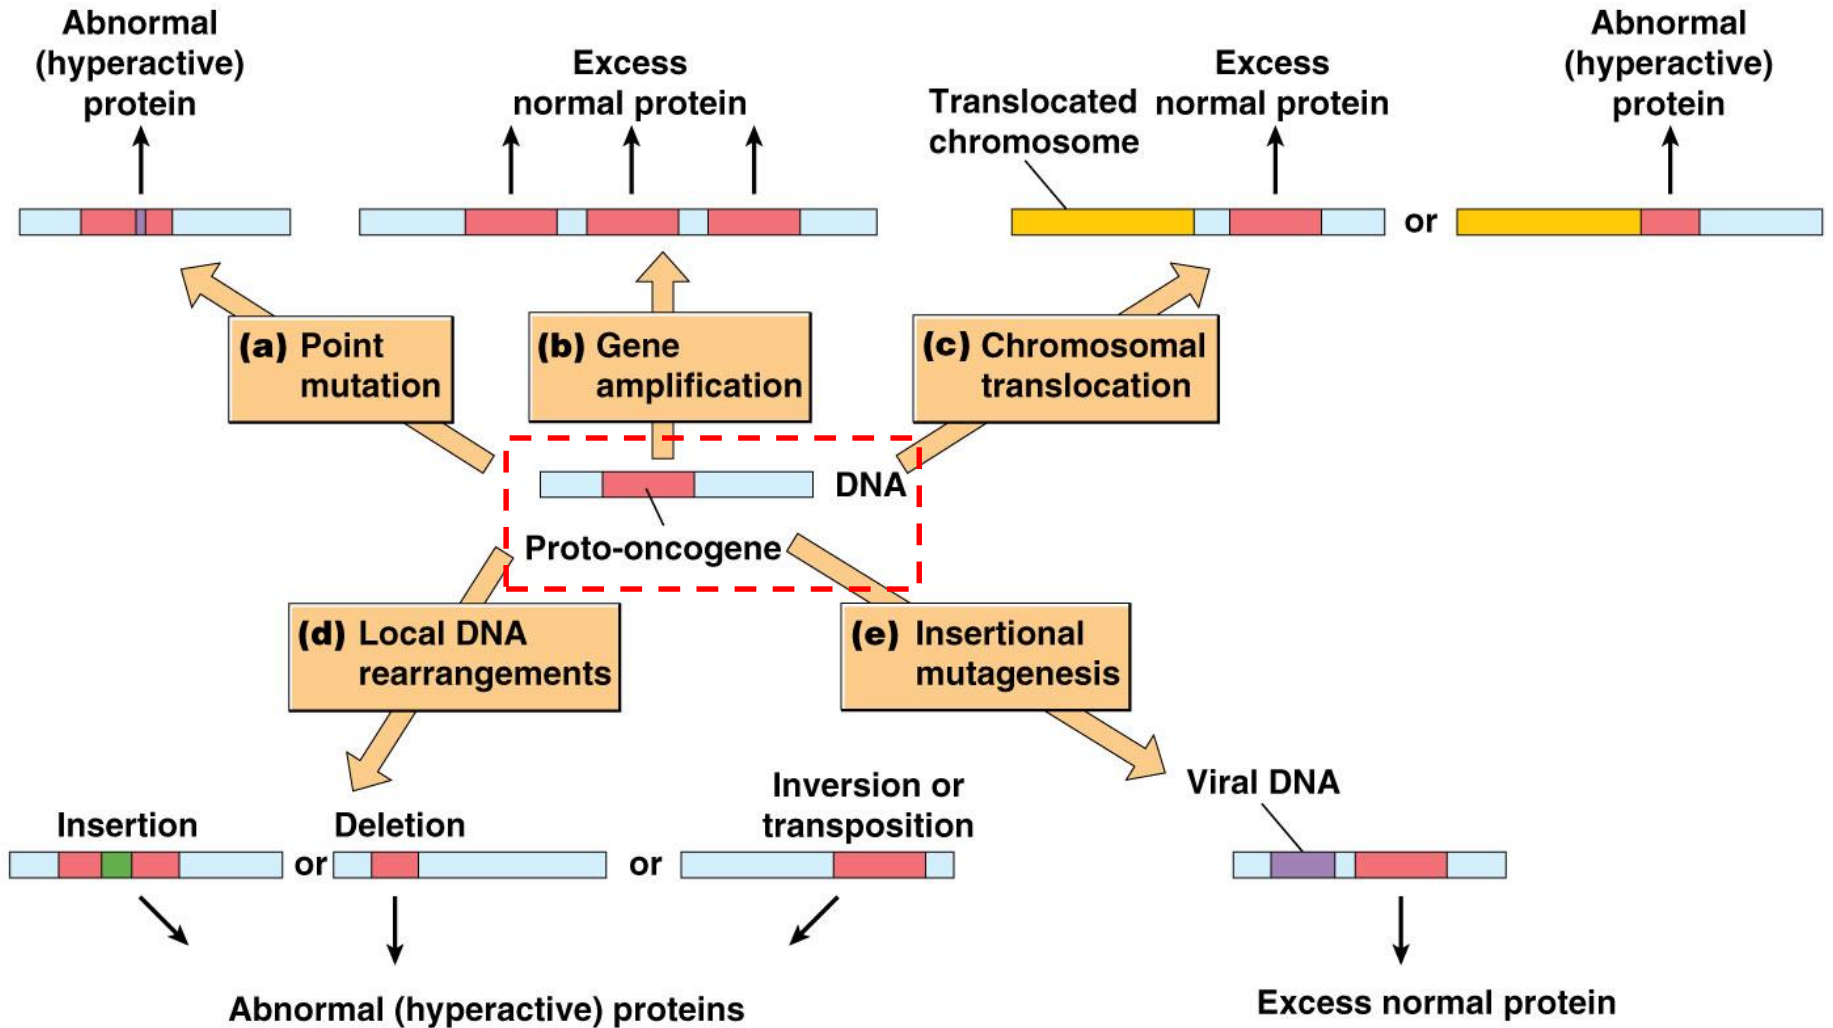 Abnormal
(hyperactive)
protein
Excess
normal protein
Translocated
chromosome
Excess
normal protein
Abnormal
(hyperactive)
protein
or
(a) Point
mutation
(b) Gene
amplification
(c) Chromosomal
translocation
DNA
Proto-oncogene
(d) Local DNA
rearrangements
(e) Insertional
mutagenesis
Insertion
or
Deletion
or
Inversion or
transposition
Viral DNA
Abnormal (hyperactive) proteins
Excess normal protein